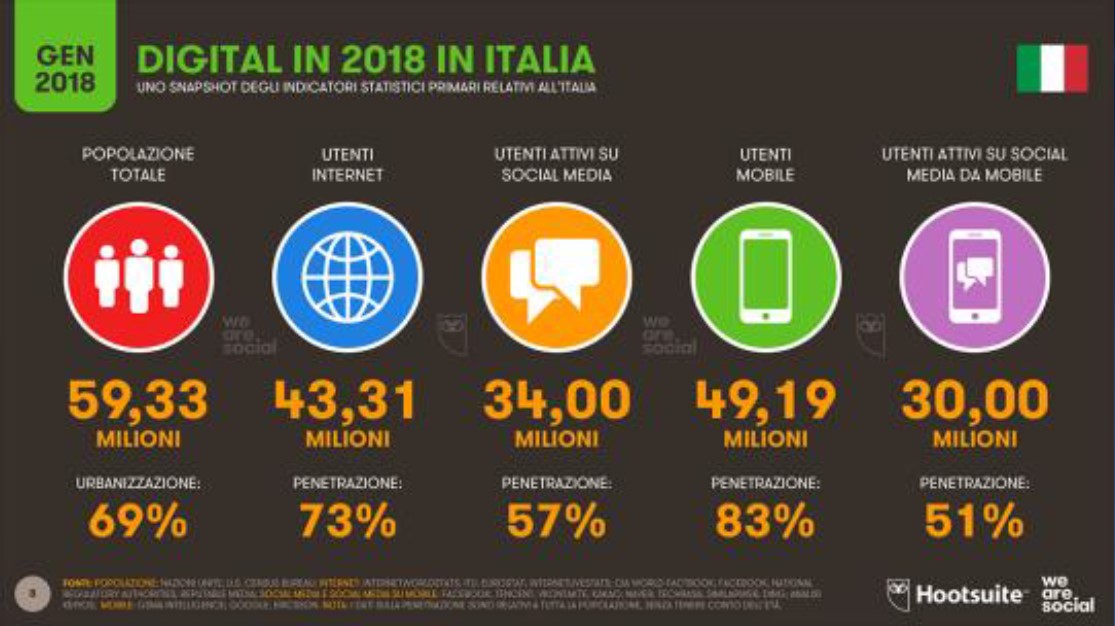 GEN
2018
DIGITAL IN 2018 IN ITALIA
UNO SNAPSHOT DEGLI INDICATORI STATISTICI PRIMARI RELATIVI ALL'ITALIA
POPOLAZIONE
TOTALE
UTENTI
INTERNET
UTENTI ATTIVI SU
SOCIAL MEDIA
UTENTI
MOBILE
UTENTI ATTIVI SU SOCIAL
MEDIA DA MOBILE
we
are
social
we
are
social
59,33
MILIONI
43,31
MILIONI
34,00
MILIONI
49,19
MILIONI
30,00
MILIONI
URBANIZZAZIONE:
69%
PENETRAZIONE:
73%
PENETRAZIONE:
57%
PENETRAZIONE:
83%
PENETRAZIONE:
51%
FONTI: POPOLAZIONE: NAZIONI UNITE; U.S. CENSUS BUREAU; INTERNET: INTERNETWORLDSTATS; ITU; EUROSTAT; INTERNETLIVESTATS; CIA WORLD FACTBOOK; FACEBOOK; NATIONAL
REGULATORY AUTHORITIES; REPUTABLE MEDIA; SOCIAL MEDIA E SOCIAL MEDIA SU MOBILE: FACEBOOK; TENCENT; VKONTAKTE; KAKAO; NAVER; TECHRASA; SIMILARWEB; DING;
KEPIOS; MOBILE: GSMA INTELLIGENCE; GOOGLE; ERICSSON. NOTA: I DATI SULLA PENETRAZIONE SONO RELATIVI A TUTTA LA POPOLAZIONE, SENZA TENERE CONTO DELL'ETÀ.
Hootsuite
we
are
social